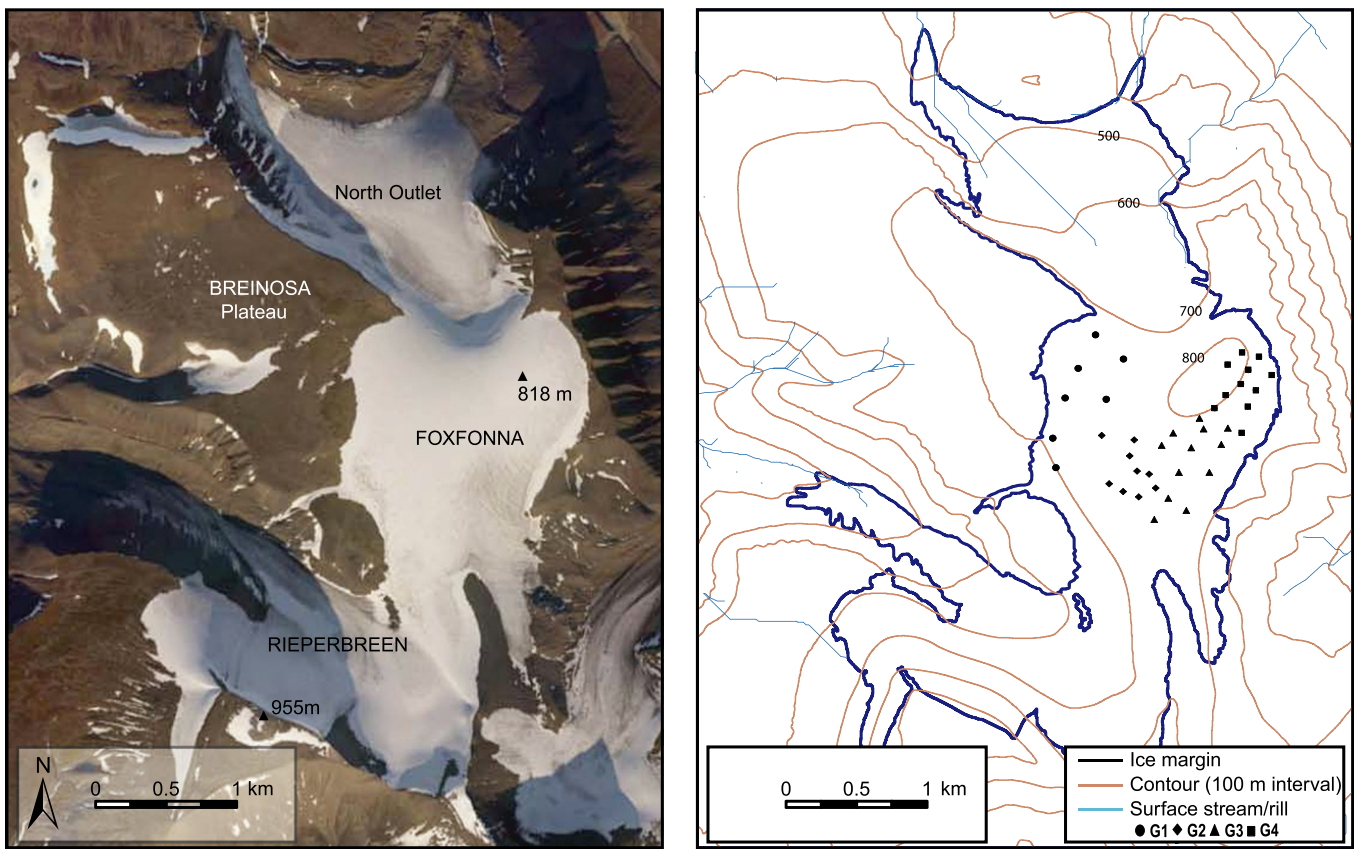 North Outlet
BREINOSA
Plateau
818 m
FOXFONNA
RIEPERBREEN
955m
N
0 0.5 1 km
500
600
700
800
0 0.5 1 km
Ice margin
Contour (100 m interval)
Surface stream/rill
G1 G2 G3 G4